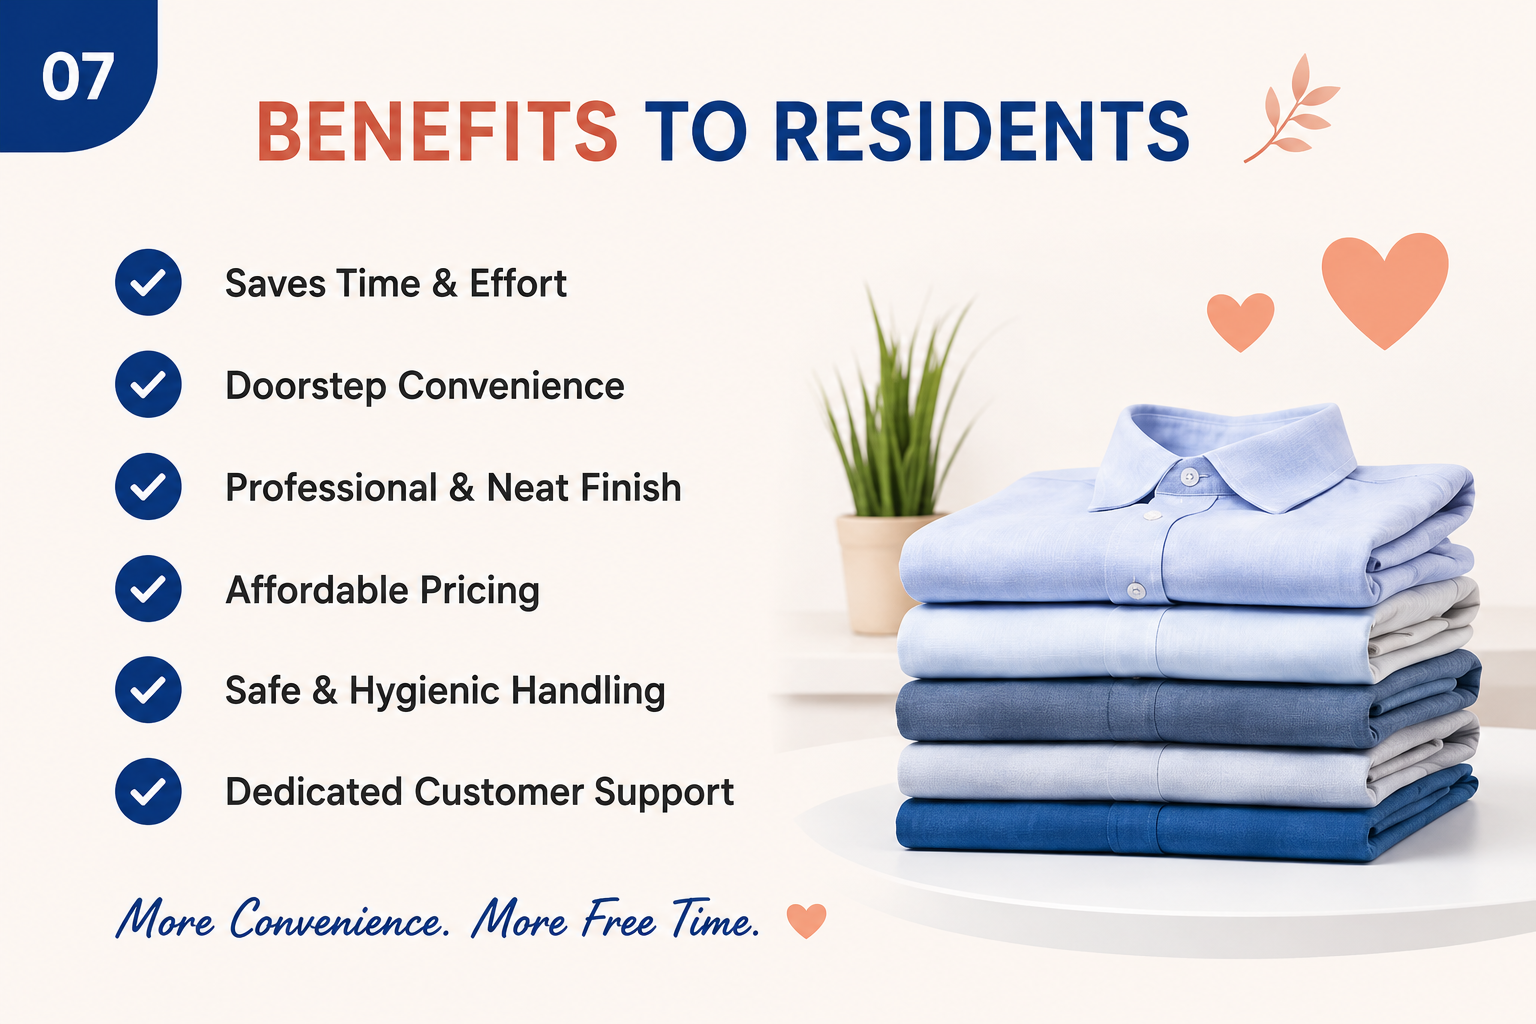 07
BENEFITS TO RESIDENTS
Saves Time & Effort
Doorstep Convenience
Professional & Neat Finish
Affordable Pricing
Safe & Hygienic Handling
Dedicated Customer Support
More Convenience. More Free Time.